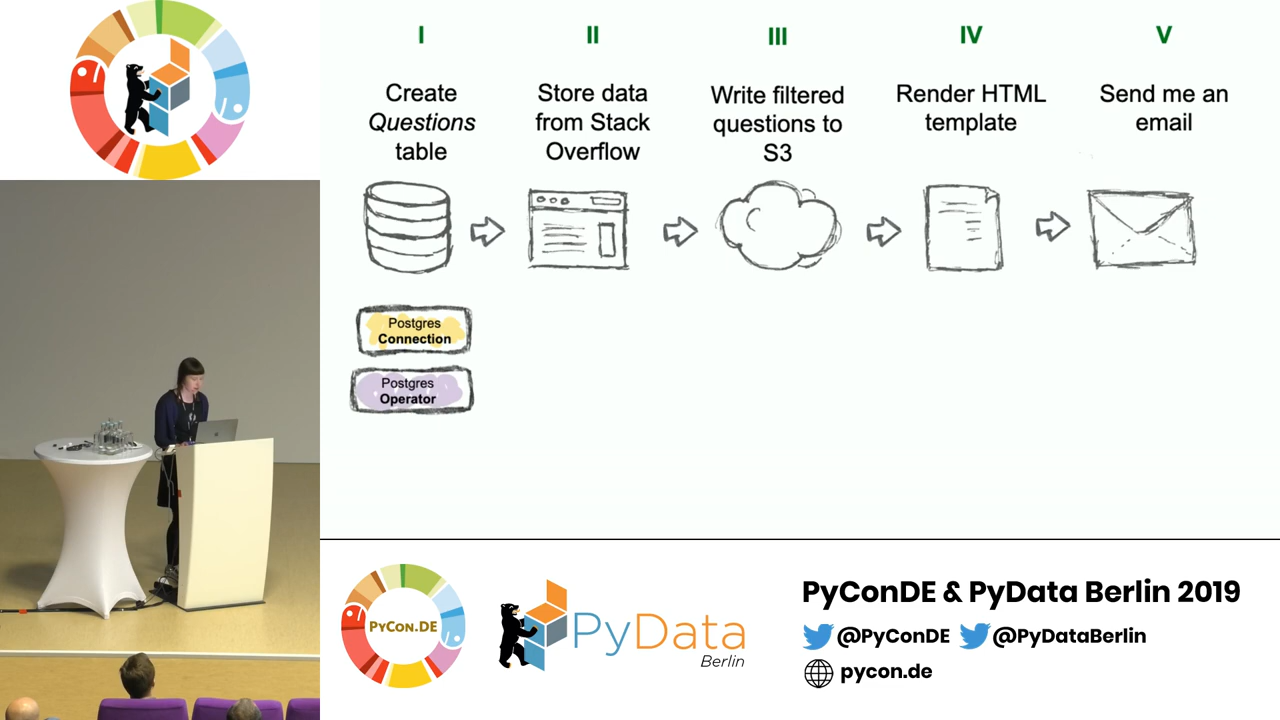 I
II
III
IV
V
Create
Questions
table
Store data
from Stack
Overflow
Write filtered
questions to
S3
Render HTML
template
Send me an
email
Postgres
Connection
Postgres
Operator
PYCON.DE
PyData
Berlin
PyConDE & PyData Berlin 2019
@PyConDE @PyDataBerlin
pycon.de